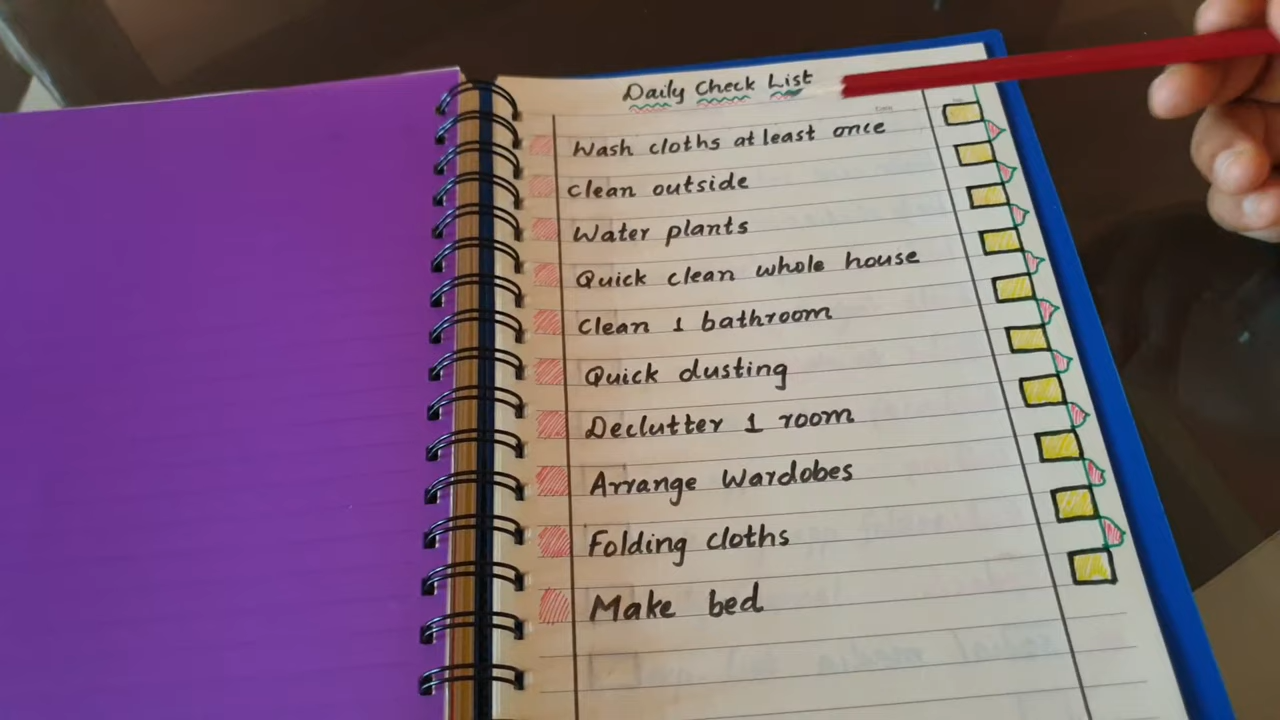 Daily Check List
Wash cloths at least once
Clean outside
Water plants
Quick clean whole house
Clean 1 bathroom
Quick dusting
Declutter 1 room
Arrange Wardobes
Folding cloths
Make bed